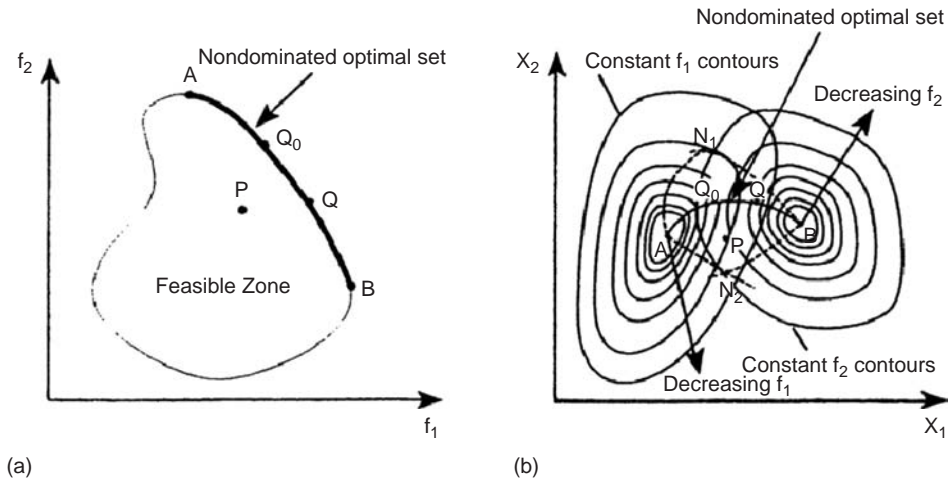 Nondominated optimal set
f2
A
Q0
P
Q
Feasible Zone
B
f1
(a)
Nondominated optimal set
X2
Constant f1 contours
Decreasing f2
N1
Q0
Q
A
P
B
N2
Constant f2 contours
Decreasing f1
X1
(b)